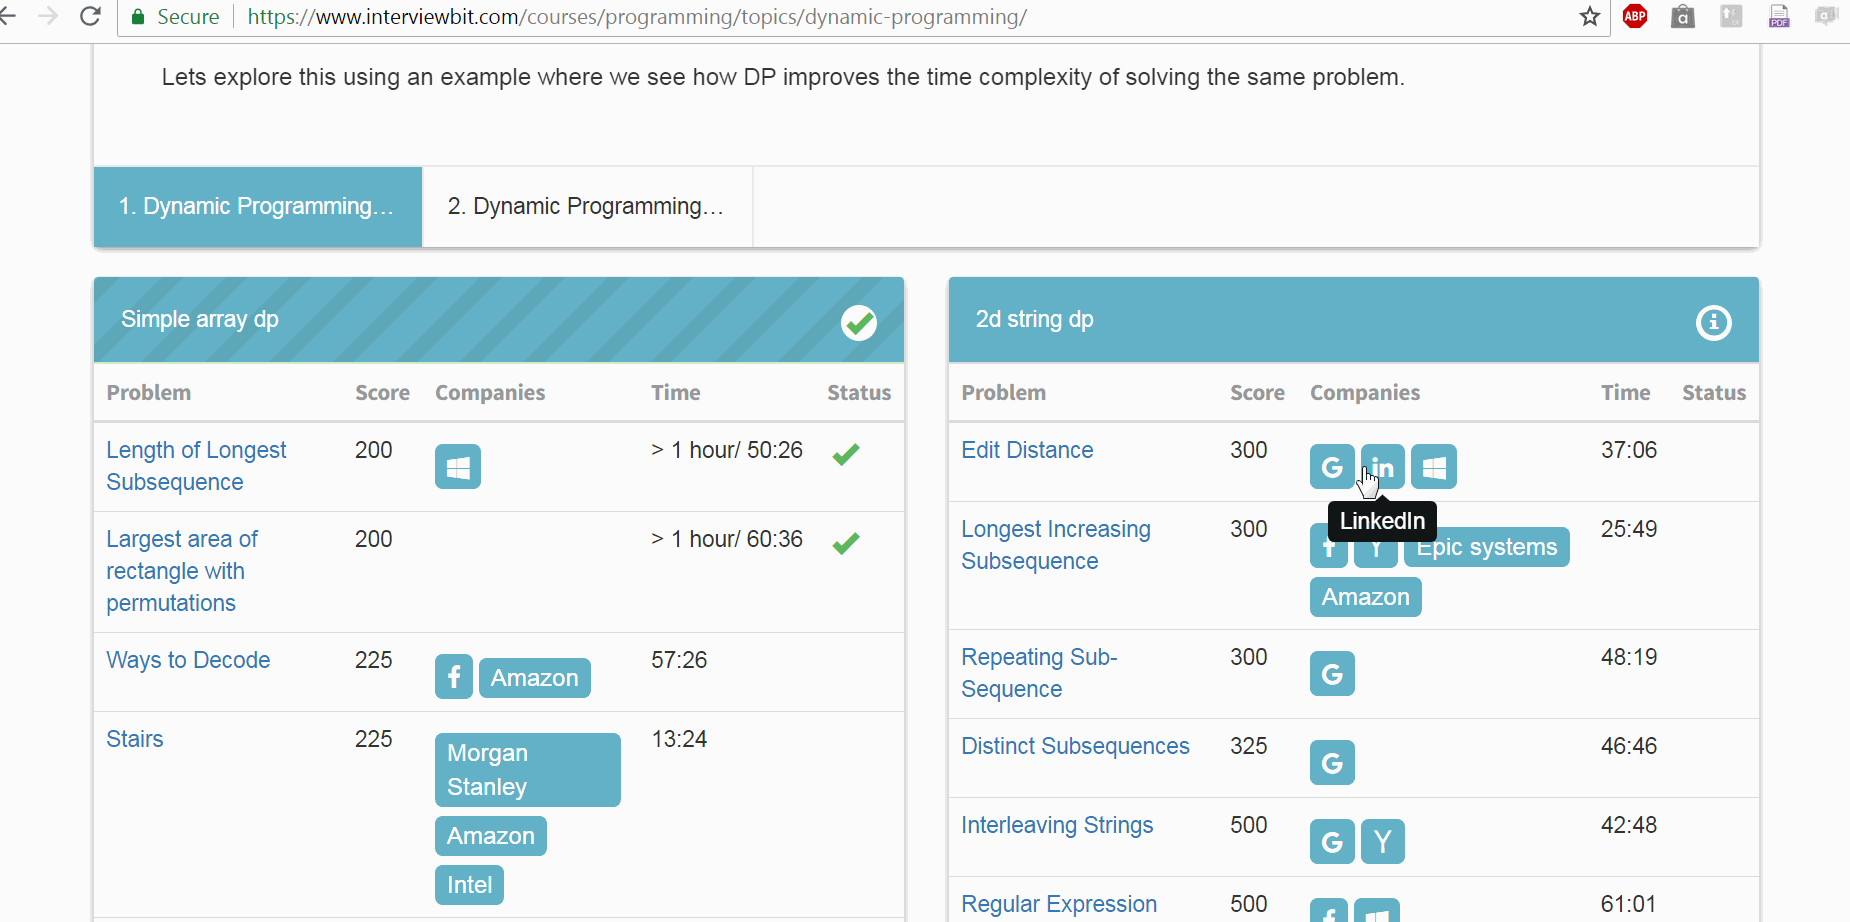 Secure https://www.interviewbit.com/courses/programming/topics/dynamic-programming/
ABP
a
PDF
a
Lets explore this using an example where we see how DP improves the time complexity of solving the same problem.
1. Dynamic Programming... 2. Dynamic Programming...
Simple array dp
Problem Score Companies Time Status
Length of Longest 200 > 1 hour/ 50:26
Subsequence
Largest area of 200 > 1 hour/ 60:36
rectangle with
permutations
Ways to Decode 225 f Amazon 57:26
Stairs 225 Morgan 13:24
Stanley
Amazon
Intel
2d string dp
i
Problem Score Companies Time Status
Edit Distance 300 G in 37:06
LinkedIn
Longest Increasing 300 f Y Epic systems 25:49
Subsequence
Amazon
Repeating Sub- 300 G 48:19
Sequence
Distinct Subsequences 325 G 46:46
Interleaving Strings 500 G Y 42:48
Regular Expression 500 f 61:01